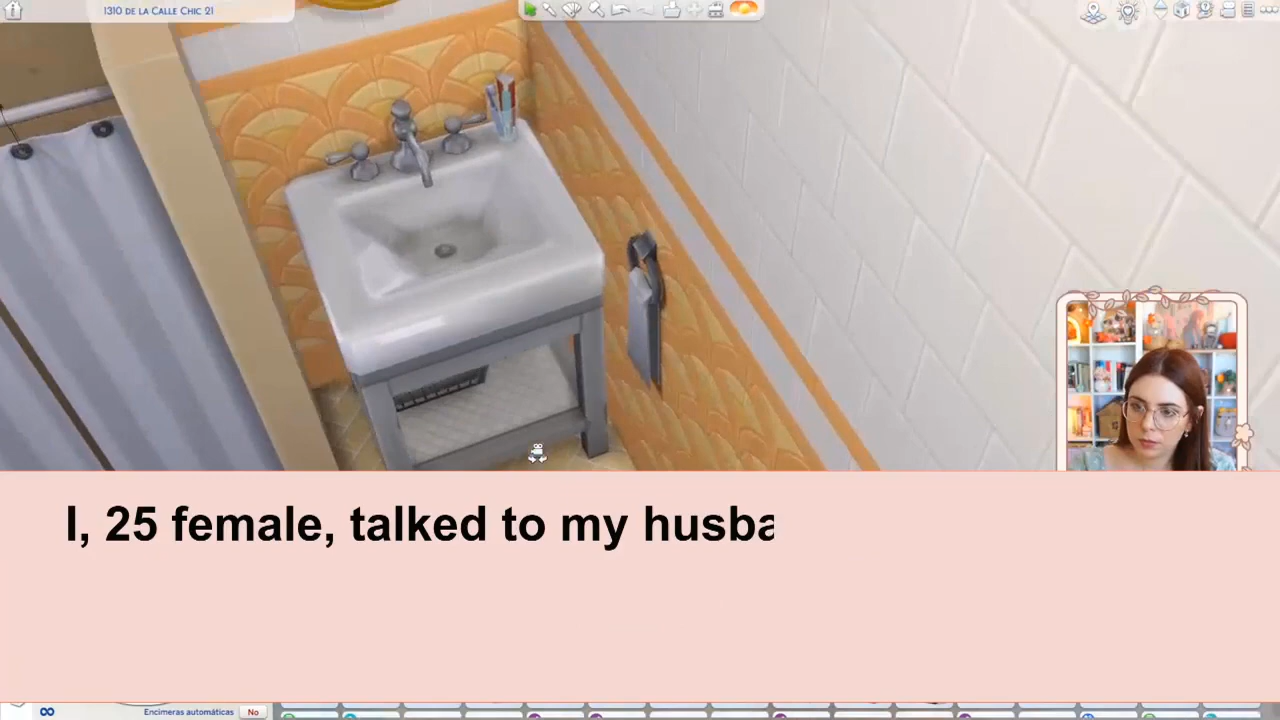 1310 DE LA CALLE CHIC 21
I, 25 female, talked to my husba
Encimeras automáticas No